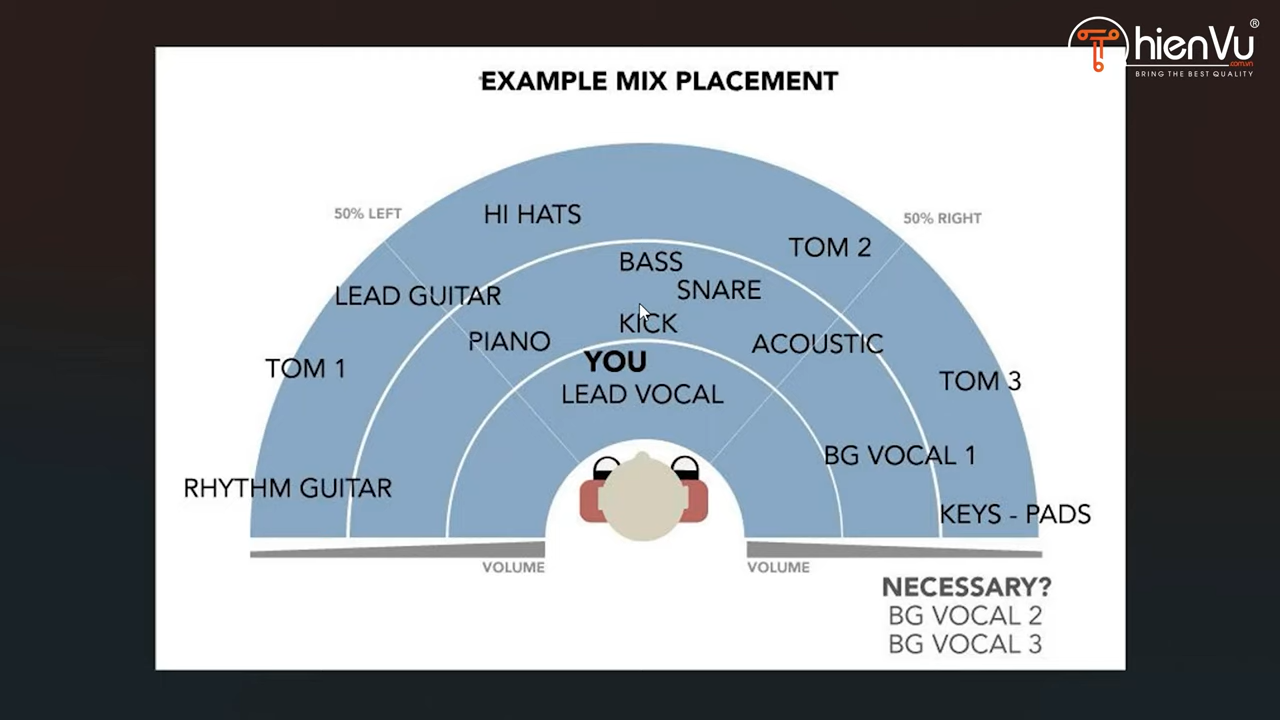 hienVu®
.com.vn
BRING THE BEST QUALITY
EXAMPLE MIX PLACEMENT
50% LEFT
HI HATS
50% RIGHT
TOM 2
BASS
SNARE
LEAD GUITAR
KICK
PIANO
ACOUSTIC
YOU
TOM 1
TOM 3
LEAD VOCAL
BG VOCAL 1
RHYTHM GUITAR
KEYS - PADS
VOLUME
VOLUME
NECESSARY?
BG VOCAL 2
BG VOCAL 3